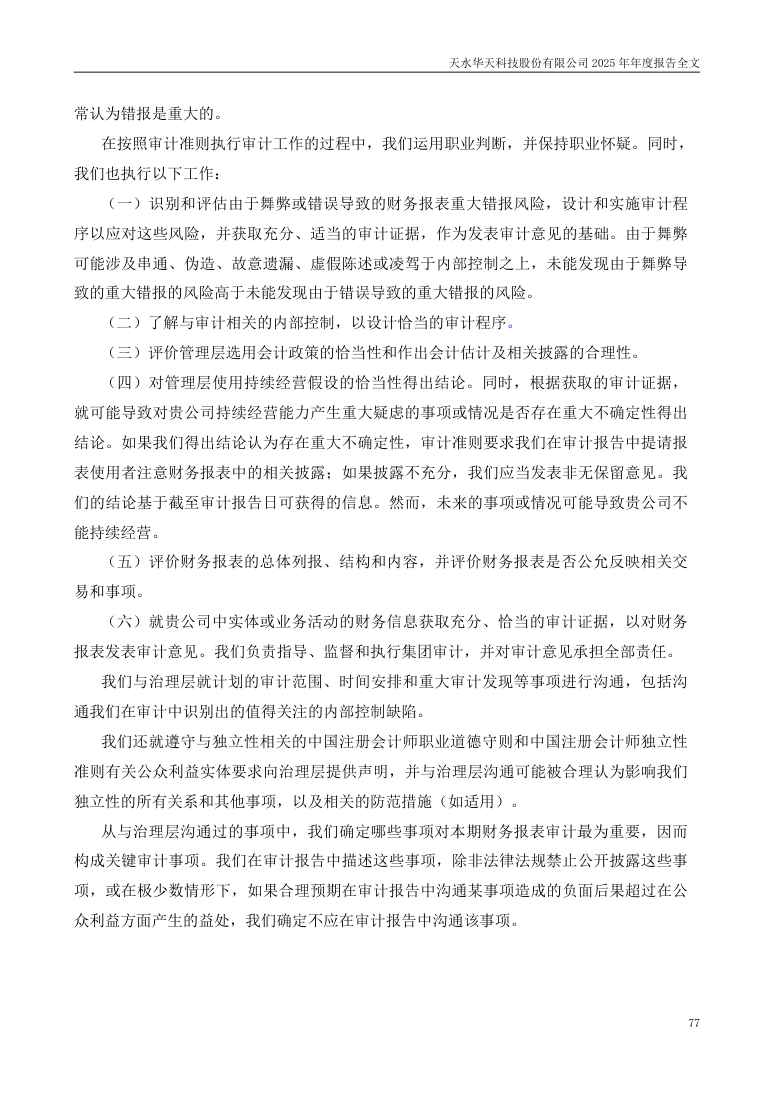 天水华天科技股份有限公司 2025 年年度报告全文
常认为错报是重大的。
在按照审计准则执行审计工作的过程中，我们运用职业判断，并保持职业怀疑。同时，
我们也执行以下工作：
（一）识别和评估由于舞弊或错误导致的财务报表重大错报风险，设计和实施审计程
序以应对这些风险，并获取充分、适当的审计证据，作为发表审计意见的基础。由于舞弊
可能涉及串通、伪造、故意遗漏、虚假陈述或凌驾于内部控制之上，未能发现由于舞弊导
致的重大错报的风险高于未能发现由于错误导致的重大错报的风险。
（二）了解与审计相关的内部控制，以设计恰当的审计程序。
（三）评价管理层选用会计政策的恰当性和作出会计估计及相关披露的合理性。
（四）对管理层使用持续经营假设的恰当性得出结论。同时，根据获取的审计证据，
就可能导致对贵公司持续经营能力产生重大疑虑的事项或情况是否存在重大不确定性得出
结论。如果我们得出结论认为存在重大不确定性，审计准则要求我们在审计报告中提请报
表使用者注意财务报表中的相关披露；如果披露不充分，我们应当发表非无保留意见。我
们的结论基于截至审计报告日可获得的信息。然而，未来的事项或情况可能导致贵公司不
能持续经营。
（五）评价财务报表的总体列报、结构和内容，并评价财务报表是否公允反映相关交
易和事项。
（六）就贵公司中实体或业务活动的财务信息获取充分、恰当的审计证据，以对财务
报表发表审计意见。我们负责指导、监督和执行集团审计，并对审计意见承担全部责任。
我们与治理层就计划的审计范围、时间安排和重大审计发现等事项进行沟通，包括沟
通我们在审计中识别出的值得关注的内部控制缺陷。
我们还就遵守与独立性相关的中国注册会计师职业道德守则和中国注册会计师独立性
准则有关公众利益实体要求向治理层提供声明，并与治理层沟通可能被合理认为影响我们
独立性的所有关系和其他事项，以及相关的防范措施（如适用）。
从与治理层沟通过的事项中，我们确定哪些事项对本期财务报表审计最为重要，因而
构成关键审计事项。我们在审计报告中描述这些事项，除非法律法规禁止公开披露这些事
项，或在极少数情形下，如果合理预期在审计报告中沟通某事项造成的负面后果超过在公
众利益方面产生的益处，我们确定不应在审计报告中沟通该事项。
77